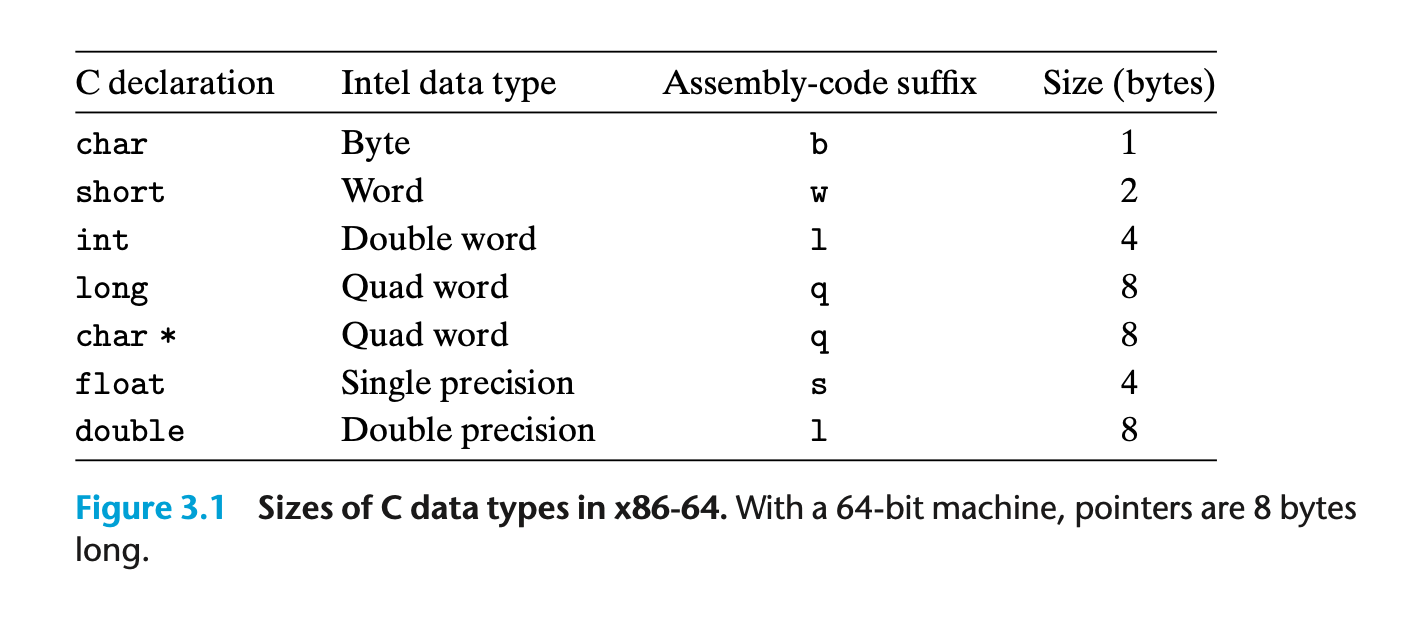 C declaration Intel data type Assembly-code suffix Size (bytes)
char Byte b 1
short Word w 2
int Double word l 4
long Quad word q 8
char * Quad word q 8
float Single precision s 4
double Double precision l 8
Figure 3.1 Sizes of C data types in x86-64. With a 64-bit machine, pointers are 8 bytes
long.